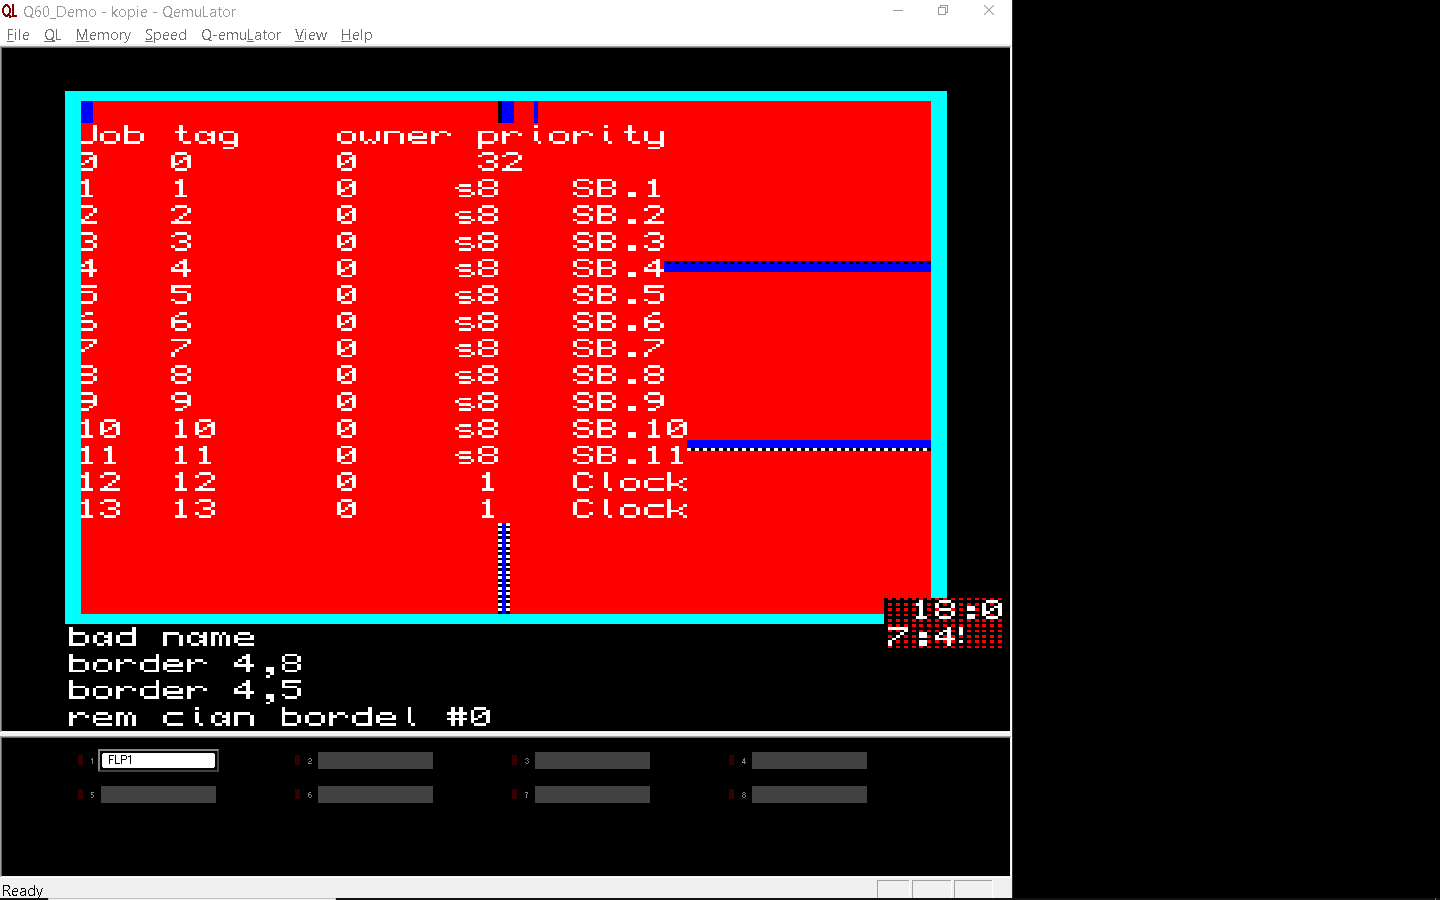 QL Q60_Demo - kopie - QemuLator
File QL Memory Speed Q-emuLator View Help
Job tag owner priority
0 0 0 32
1 1 0 s8 SB.1
2 2 0 s8 SB.2
3 3 0 s8 SB.3
4 4 0 s8 SB.4
5 5 0 s8 SB.5
6 6 0 s8 SB.6
7 7 0 s8 SB.7
8 8 0 s8 SB.8
9 9 0 s8 SB.9
10 10 0 s8 SB.10
11 11 0 s8 SB.11
12 12 0 1 Clock
13 13 0 1 Clock
18:0
7:4!
bad name
border 4,8
border 4,5
rem cian bordel #0
1 FLP1 2 3 4
5 6 7 8
Ready